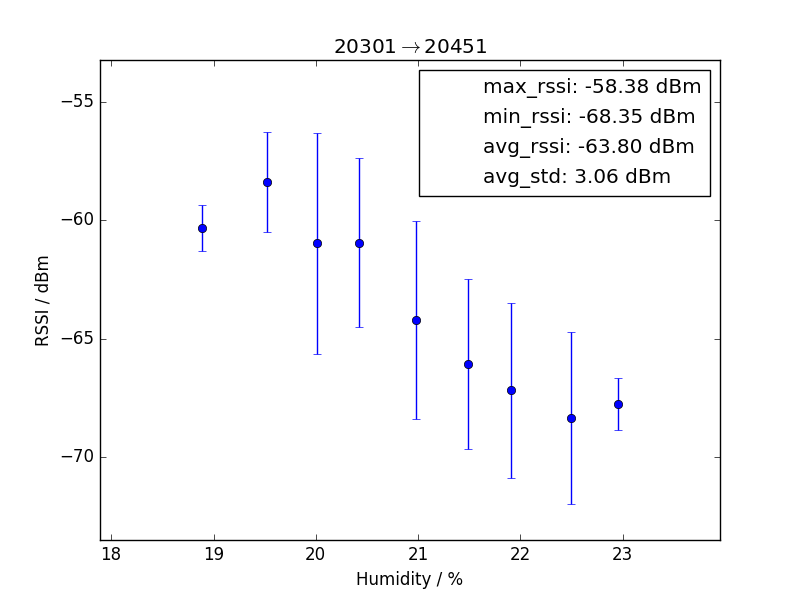 20301→20451
max_rssi: -58.38 dBm
min_rssi: -68.35 dBm
avg_rssi: -63.80 dBm
avg_std: 3.06 dBm
−55
−60
−65
−70
RSSI / dBm
18 19 20 21 22 23
Humidity / %